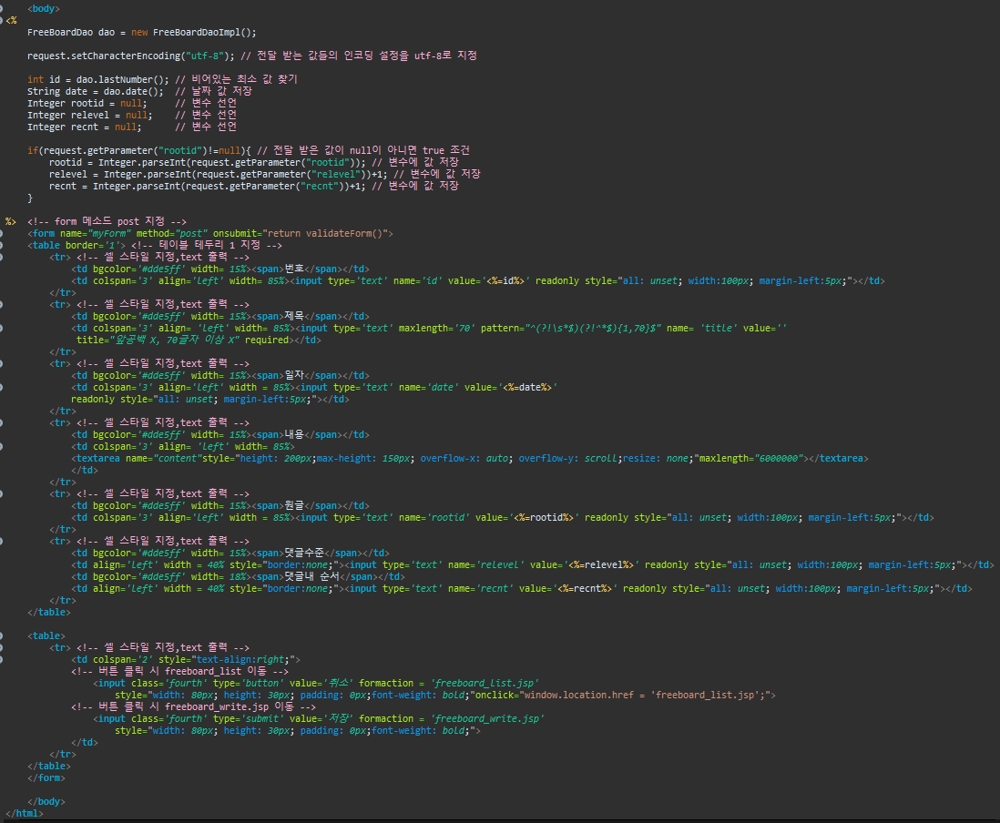 <body>
<%
FreeBoardDao dao = new FreeBoardDaoImpl();
request.setCharacterEncoding("utf-8"); // 전달 받는 값들의 인코딩 설정을 utf-8로 지정
int id = dao.lastNumber(); // 비어있는 최소 값 찾기
String date = dao.date();  // 날짜 값 저장
Integer rootid = null;     // 변수 선언
Integer relevel = null;    // 변수 선언
Integer recnt = null;      // 변수 선언
if(request.getParameter("rootid")!=null){ // 전달 받은 값이 null이 아니면 true 조건
rootid = Integer.parseInt(request.getParameter("rootid")); // 변수에 값 저장
relevel = Integer.parseInt(request.getParameter("relevel"))+1; // 변수에 값 저장
recnt = Integer.parseInt(request.getParameter("recnt"))+1; // 변수에 값 저장
}
%> <!-- form 메소드 post 지정 -->
<form name="myForm" method="post" onsubmit="return validateForm()">
<table border='1'> <!-- 테이블 테두리 1 지정 -->
<tr> <!-- 셀 스타일 지정,text 출력 -->
<td bgcolor='#dde5ff' width= 15%><span>번호</span></td>
<td colspan='3' align='left' width= 85%><input type='text' name='id' value='<%=id%>' readonly style="all: unset; width:100px; margin-left:5px;"></td>
</tr>
<tr> <!-- 셀 스타일 지정,text 출력 -->
<td bgcolor='#dde5ff' width= 15%><span>제목</span></td>
<td colspan='3' align= 'left' width= 85%><input type='text' maxlength='70' pattern="^(?!\s*$)(?!^*$){1,70}$" name= 'title' value=''
title="앞공백 X, 70글자 이상 X" required></td>
</tr>
<tr> <!-- 셀 스타일 지정,text 출력 -->
<td bgcolor='#dde5ff' width= 15%><span>일자</span></td>
<td colspan='3' align='left' width = 85%><input type='text' name='date' value='<%=date%>'
readonly style="all: unset; margin-left:5px;"></td>
</tr>
<tr> <!-- 셀 스타일 지정,text 출력 -->
<td bgcolor='#dde5ff' width= 15%><span>내용</span></td>
<td colspan='3' align= 'left' width= 85%>
<textarea name="content"style="height: 200px;max-height: 150px; overflow-x: auto; overflow-y: scroll;resize: none;"maxlength="6000000"></textarea>
</td>
</tr>
<tr> <!-- 셀 스타일 지정,text 출력 -->
<td bgcolor='#dde5ff' width= 15%><span>원글</span></td>
<td colspan='3' align='left' width = 85%><input type='text' name='rootid' value='<%=rootid%>' readonly style="all: unset; width:100px; margin-left:5px;"></td>
</tr>
<tr> <!-- 셀 스타일 지정,text 출력 -->
<td bgcolor='#dde5ff' width= 15%><span>댓글수준</span></td>
<td align='left' width = 40% style="border:none;"><input type='text' name='relevel' value='<%=relevel%>' readonly style="all: unset; width:100px; margin-left:5px;"></td>
<td bgcolor='#dde5ff' width= 18%><span>댓글내 순서</span></td>
<td align='left' width = 40% style="border:none;"><input type='text' name='recnt' value='<%=recnt%>' readonly style="all: unset; width:100px; margin-left:5px;"></td>
</tr>
</table>
<table>
<tr> <!-- 셀 스타일 지정,text 출력 -->
<td colspan='2' style="text-align:right;">
<!-- 버튼 클릭 시 freeboard_list 이동 -->
<input class='fourth' type='button' value='취소' formaction = 'freeboard_list.jsp'
style="width: 80px; height: 30px; padding: 0px;font-weight: bold;"onclick="window.location.href = 'freeboard_list.jsp';">
<!-- 버튼 클릭 시 freeboard_write.jsp 이동 -->
<input class='fourth' type='submit' value='저장' formaction = 'freeboard_write.jsp'
style="width: 80px; height: 30px; padding: 0px;font-weight: bold;">
</td>
</tr>
</table>
</form>
</body>
</html>